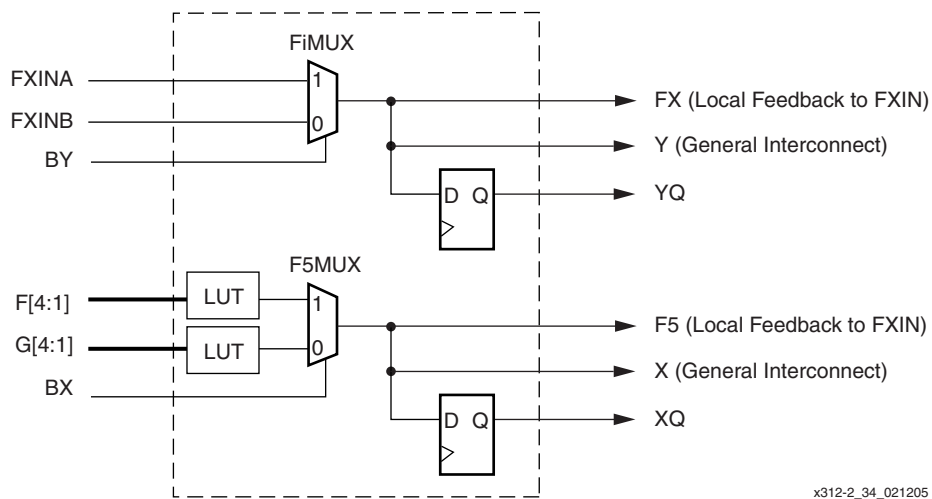 FiMUX
FXINA
1
FX (Local Feedback to FXIN)
FXINB
0
Y (General Interconnect)
BY
D Q
YQ
F5MUX
LUT
1
F[4:1]
F5 (Local Feedback to FXIN)
G[4:1]
LUT
0
X (General Interconnect)
BX
D Q
XQ
x312-2_34_021205